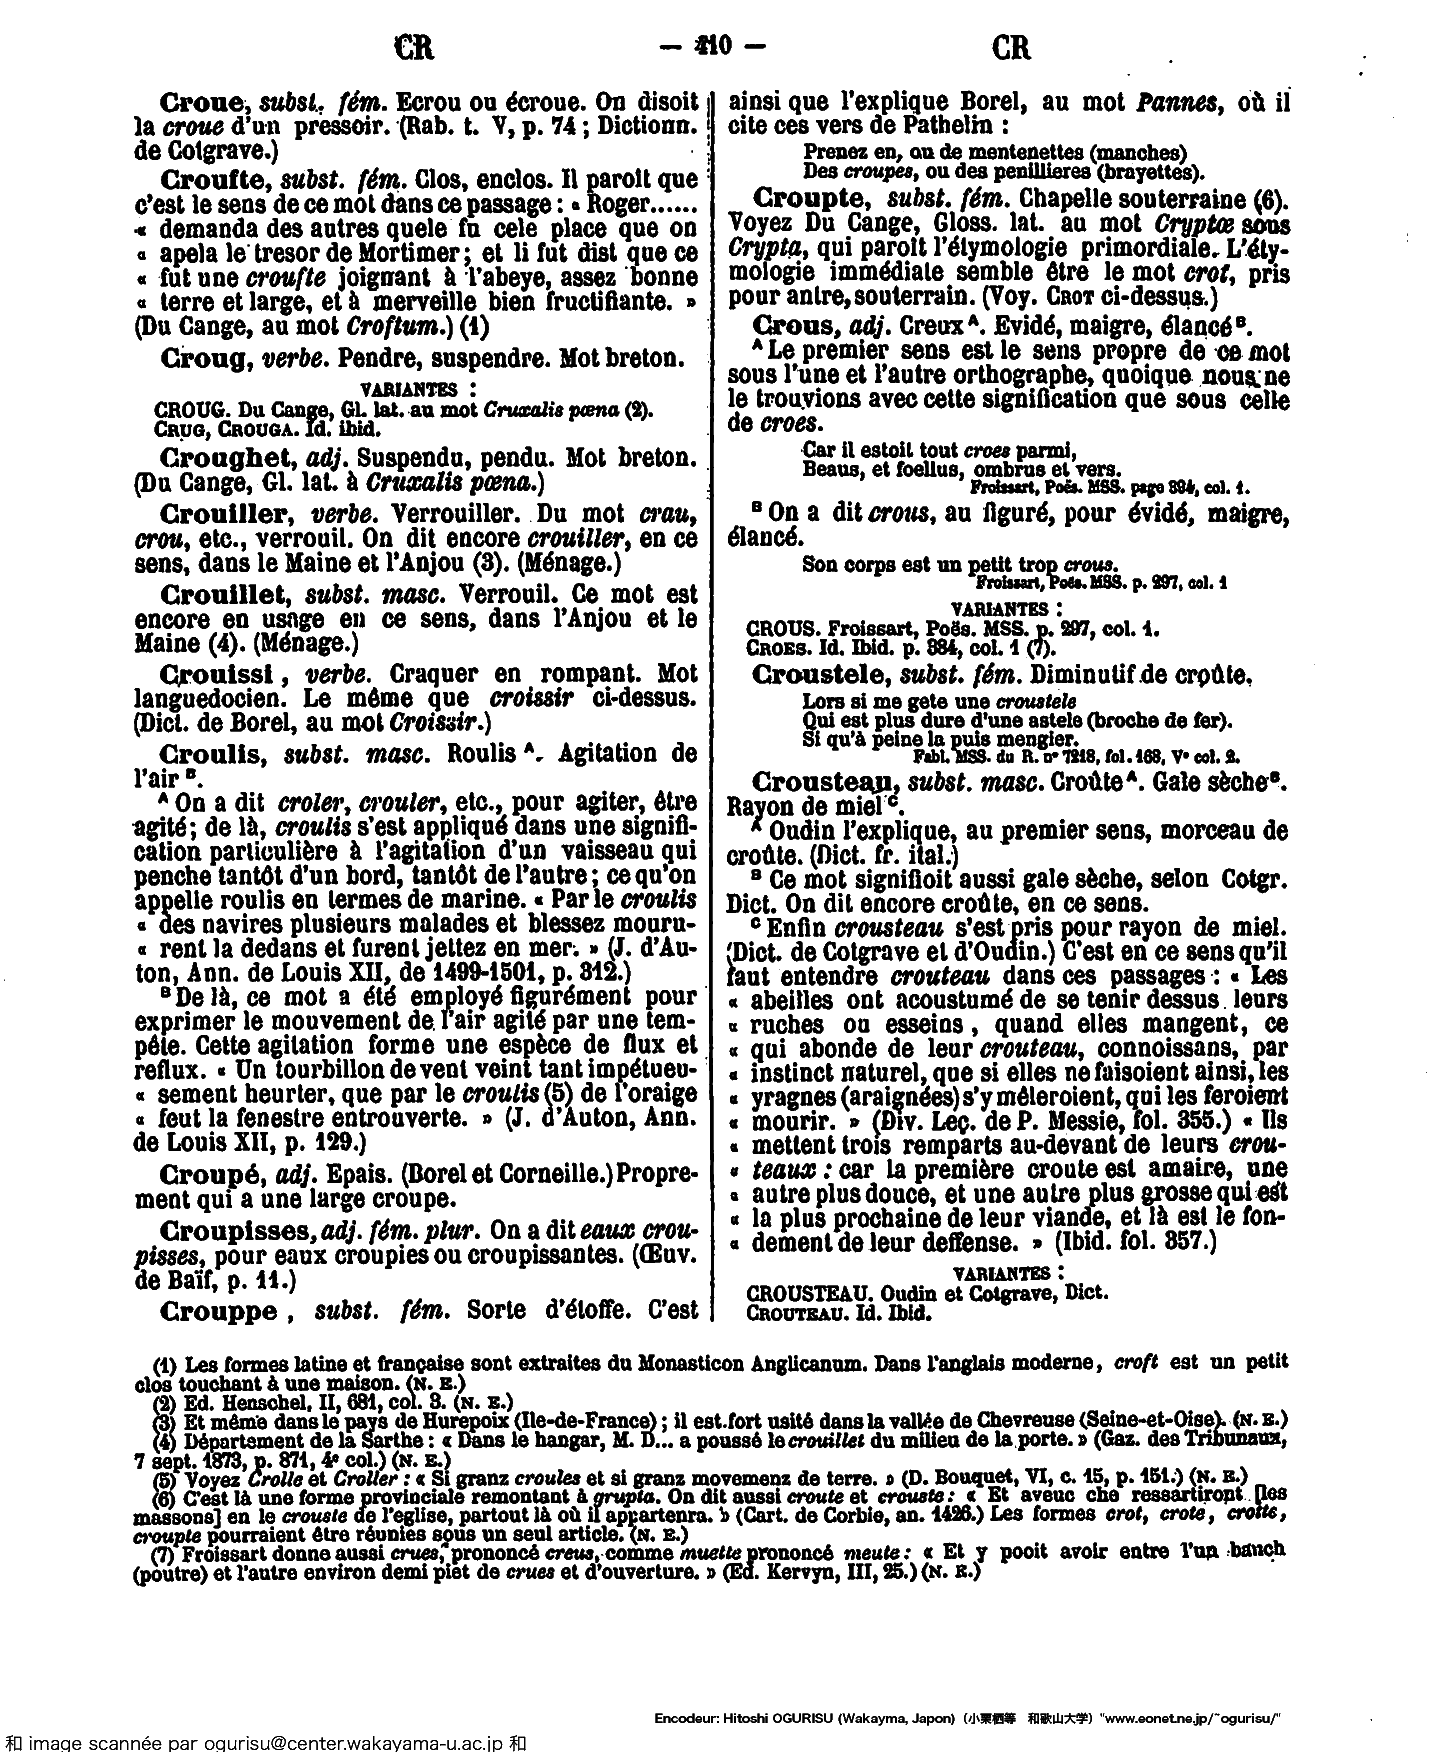 CR — 410 — CR
Croue, subst. fém. Ecrou ou écroue. On disoit
la croue d'un pressoir. (Rab. t. V, p. 74 ; Dictionn.
de Cotgrave.)
Croufte, subst. fém. Clos, enclos. Il paroit que
c'est le sens de ce mot dans ce passage : « Roger......
« demanda des autres quele fu cele place que on
« apela le tresor de Mortimer ; et li fut dist que ce
« fut une croufte joignant à l'abeye, assez bonne
« terre et large, et à merveille bien fructifiante. »
(Du Cange, au mot Croftum.) (1)
Croug, verbe. Pendre, suspendre. Mot breton.
VARIANTES :
CROUG. Du Cange, Gl. lat. au mot Cruxalis pœna (2).
CRUG, CROUGA. Id. ibid.
Croughet, adj. Suspendu, pendu. Mot breton.
(Du Cange, Gl. lat. à Cruxalis pœna.)
Crouiller, verbe. Verrouiller. Du mot crau,
crou, etc., verrouil. On dit encore crouiller, en ce
sens, dans le Maine et l'Anjou (3). (Ménage.)
Crouillet, subst. masc. Verrouil. Ce mot est
encore en usage en ce sens, dans l'Anjou et le
Maine (4). (Ménage.)
Crouissi, verbe. Craquer en rompant. Mot
languedocien. Le même que croissir ci-dessus.
(Dict. de Borel, au mot Croissir.)
Croulis, subst. masc. Roulis A. Agitation de
l'air B.
A On a dit croler, crouler, etc., pour agiter, être
agité ; de là, croulis s'est appliqué dans une signifi-
cation particulière à l'agitation d'un vaisseau qui
penche tantôt d'un bord, tantôt de l'autre ; ce qu'on
appelle roulis en termes de marine. « Par le croulis
« des navires plusieurs malades et blessez mouru-
« rent la dedans et furent jettez en mer. » (J. d'Au-
ton, Ann. de Louis XII, de 1499-1501, p. 312.)
B De là, ce mot a été employé figurément pour
exprimer le mouvement de l'air agité par une tem-
pête. Cette agitation forme une espèce de flux et
reflux. « Un tourbillon de vent veint tant impétueu-
« sement heurter, que par le croulis (5) de l'oraige
« feut la fenestre entrouverte. » (J. d'Auton, Ann.
de Louis XII, p. 129.)
Croupé, adj. Epais. (Borel et Corneille.) Propre-
ment qui a une large croupe.
Croupisses, adj. fém. plur. On a dit eaux crou-
pisses, pour eaux croupies ou croupissantes. (Œuv.
de Baïf, p. 11.)
Crouppe, subst. fém. Sorte d'étoffe. C'est
ainsi que l'explique Borel, au mot Pannes, où il
cite ces vers de Pathelin :
Prenez en, ou de mentenettes (manches)
Des croupes, ou des penillieres (brayettes).
Croupte, subst. fém. Chapelle souterraine (6).
Voyez Du Cange, Gloss. lat. au mot Cryptœ sous
Crypta, qui paroît l'étymologie primordiale. L'éty-
mologie immédiate semble être le mot crot, pris
pour antre, souterrain. (Voy. CROT ci-dessus.)
Crous, adj. Creux A. Evidé, maigre, élancé B.
A Le premier sens est le sens propre de ce mot
sous l'une et l'autre orthographe, quoique nous ne
le trouvions avec cette signification que sous celle
de croes.
Car il estoit tout croes parmi,
Beaus, et foellus, ombrus et vers.
Froissart, Poës. MSS. page 384, col. 1.
B On a dit crous, au figuré, pour évidé, maigre,
élancé.
Son corps est un petit trop crous.
Froissart, Poës. MSS. p. 297, col. 1
VARIANTES :
CROUS. Froissart, Poës. MSS. p. 297, col. 1.
CROES. Id. Ibid. p. 384, col. 1 (7).
Croustele, subst. fém. Diminutif de croûte.
Lors si me gete une croustele
Qui est plus dure d'une astele (broche de fer).
Si qu'à peine la puis mengier.
Fabl. MSS. du R. n° 7218, fol. 168, V° col. 2.
Crousteau, subst. masc. Croûte A. Gale sèche B.
Rayon de miel C.
A Oudin l'explique, au premier sens, morceau de
croûte. (Dict. fr. ital.)
B Ce mot signifioit aussi gale sèche, selon Cotgr.
Dict. On dit encore croûte, en ce sens.
C Enfin crousteau s'est pris pour rayon de miel.
(Dict. de Cotgrave et d'Oudin.) C'est en ce sens qu'il
faut entendre crouteau dans ces passages : « Les
« abeilles ont acoustumé de se tenir dessus leurs
« ruches ou esseins, quand elles mangent, ce
« qui abonde de leur crouteau, connoissans, par
« instinct naturel, que si elles ne faisoient ainsi, les
« yragnes (araignées) s'y mêleroient, qui les feroient
« mourir. » (Div. Leç. de P. Messie, fol. 355.) « Ils
« mettent trois remparts au-devant de leurs crou-
« teaux : car la première croute est amaire, une
« autre plus douce, et une autre plus grosse qui est
« la plus prochaine de leur viande, et là est le fon-
« dement de leur deffense. » (Ibid. fol. 357.)
VARIANTES :
CROUSTEAU. Oudin et Cotgrave, Dict.
CROUTEAU. Id. Ibid.
(1) Les formes latine et française sont extraites du Monasticon Anglicanum. Dans l'anglais moderne, croft est un petit
clos touchant à une maison. (N. E.)
(2) Ed. Henschel, II, 681, col. 3. (N. E.)
(3) Et même dans le pays de Hurepoix (Ile-de-France) ; il est fort usité dans la vallée de Chevreuse (Seine-et-Oise). (N. E.)
(4) Département de la Sarthe : « Dans le hangar, M. D... a poussé le crouillet du milieu de la porte. » (Gaz. des Tribunaux,
7 sept. 1873, p. 871, 4e col.) (N. E.)
(5) Voyez Crolle et Croller : « Si granz croules et si granz movemenz de terre. » (D. Bouquet, VI, c. 15, p. 151.) (N. E.)
(6) C'est là une forme provinciale remontant à grupta. On dit aussi croute et crouste : « Et aveuc che ressartiront [les
massons] en le crouste de l'eglise, partout là où il appartenra. » (Cart. de Corbie, an. 1426.) Les formes crot, crote, crotte,
croupte pourraient être réunies sous un seul article. (N. E.)
(7) Froissart donne aussi crues, prononcé creus, comme muette prononcé meute : « Et y pooit avoir entre l'un bauch
(poutre) et l'autre environ demi piet de crues et d'ouverture. » (Ed. Kervyn, III, 25.) (N. E.)
Encodeur: Hitoshi OGURISU (Wakayma, Japon) (小栗栖等 和歌山大学) "www.eonet.ne.jp/~ogurisu/"
和 image scannée par ogurisu@center.wakayama-u.ac.jp 和